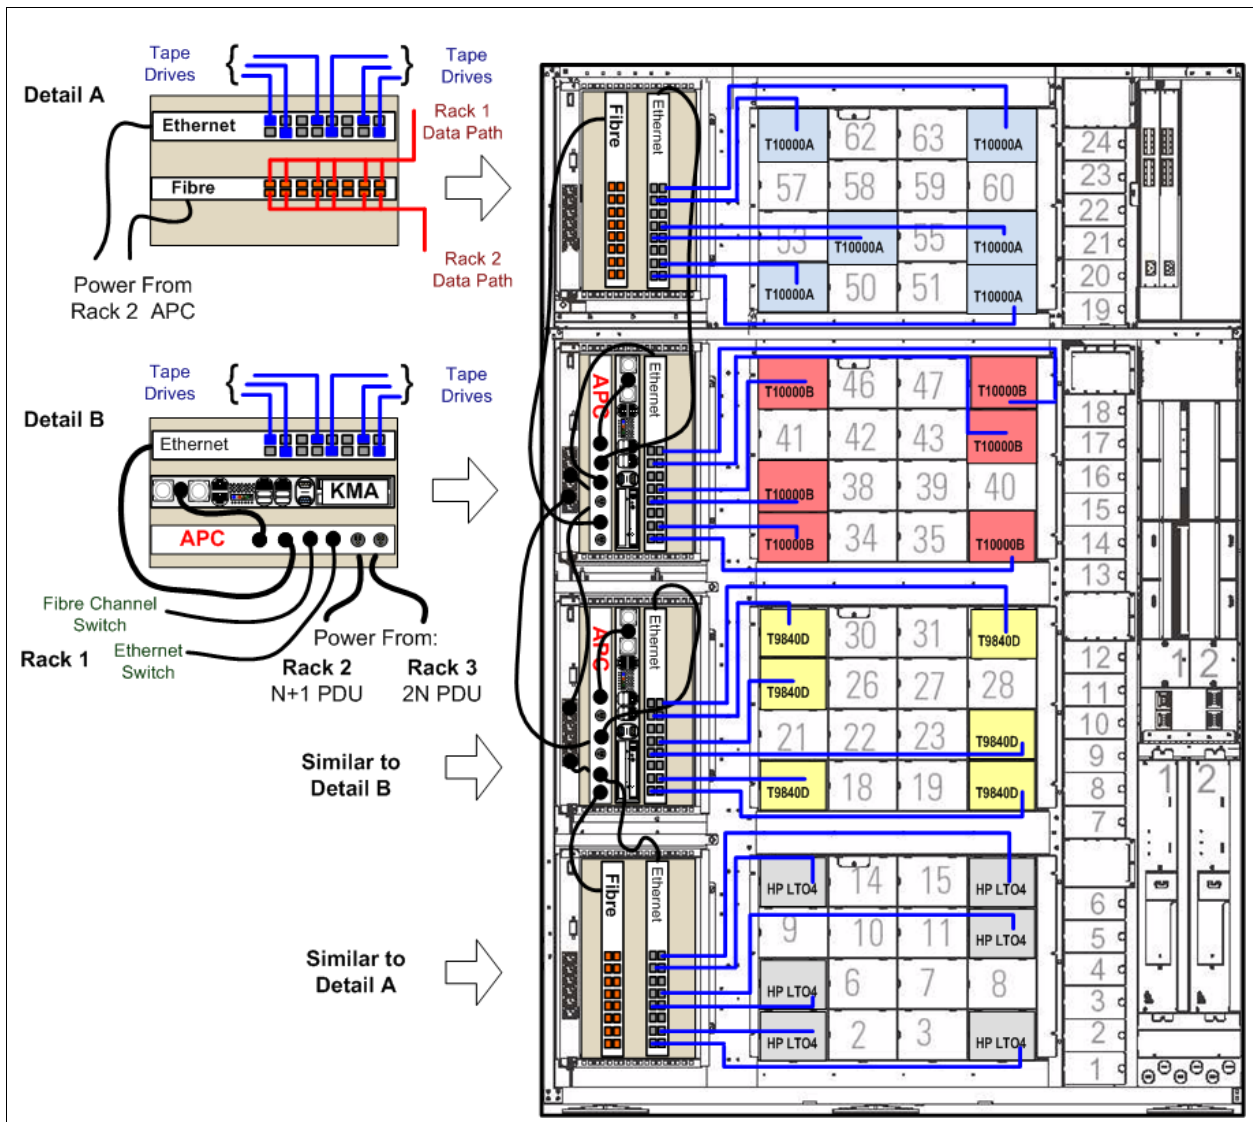 Detail A
Tape
Drives
Tape
Drives
Ethernet
Rack 1
Data Path
Fibre
Rack 2
Data Path
Power From
Rack 2 APC
Detail B
Tape
Drives
Tape
Drives
Ethernet
KMA
APC
Fibre Channel
Switch
Rack 1
Ethernet
Switch
Power From:
Rack 2
N+1 PDU
Rack 3
2N PDU
Similar to
Detail B
Similar to
Detail A
Fibre
Ethernet
T10000A 62 63 T10000A
57 58 59 60
53 T10000A 55 T10000A
T10000A 50 51 T10000A
24
23
22
21
20
19
APC
Ethernet
T10000B 46 47 T10000B
41 42 43 T10000B
T10000B 38 39 40
T10000B 34 35 T10000B
18
17
16
15
14
13
APC
Ethernet
T9840D 30 31 T9840D
T9840D 26 27 28
21 22 23 T9840D
T9840D 18 19 T9840D
12
11
10
9
8
7
1 2
1 2
Fibre
Ethernet
HP LTO4 14 15 HP LTO4
9 10 11 HP LTO4
HP LTO4 6 7 8
HP LTO4 2 3 HP LTO4
6
5
4
3
2
1